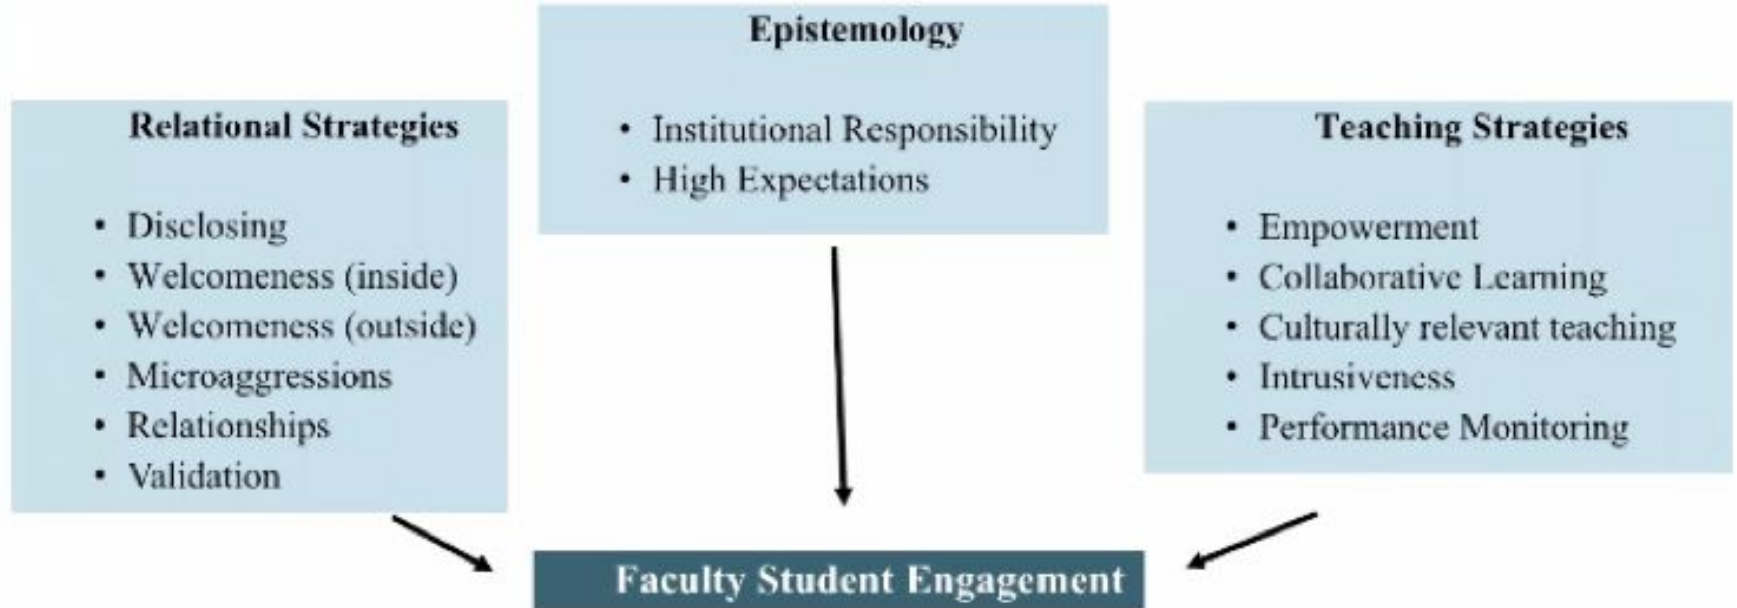 Epistemology
• Institutional Responsibility
• High Expectations
Relational Strategies
• Disclosing
• Welcomeness (inside)
• Welcomeness (outside)
• Microaggressions
• Relationships
• Validation
Teaching Strategies
• Empowerment
• Collaborative Learning
• Culturally relevant teaching
• Intrusiveness
• Performance Monitoring
Faculty Student Engagement